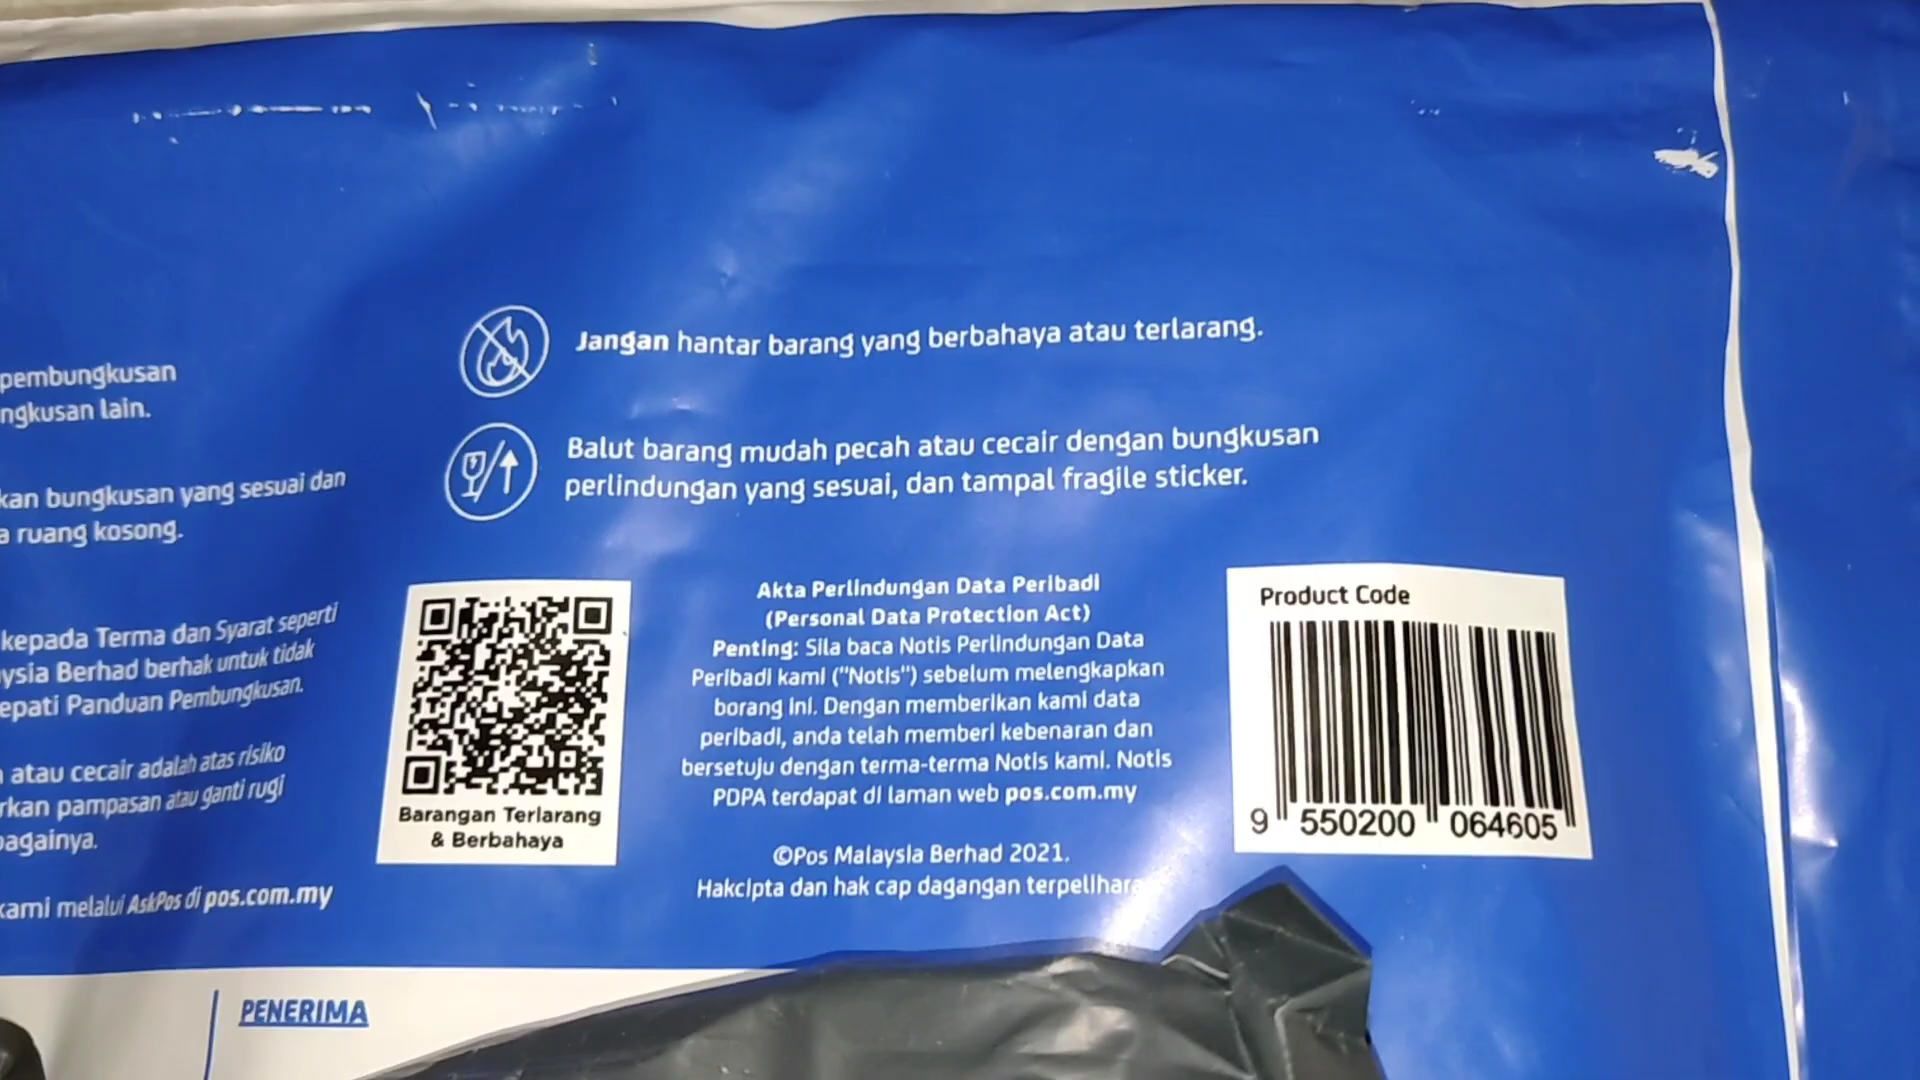 pembungkusan
ngkusan lain.
kan bungkusan yang sesuai dan
a ruang kosong.
kepada Terma dan Syarat seperti
ysia Berhad berhak untuk tidak
epati Panduan Pembungkusan.
atau cecair adalah atas risiko
rkan pampasan atau ganti rugi
bagainya.
kami melalui AskPos di pos.com.my
Jangan hantar barang yang berbahaya atau terlarang.
Balut barang mudah pecah atau cecair dengan bungkusan
perlindungan yang sesuai, dan tampal fragile sticker.
Barangan Terlarang
& Berbahaya
Akta Perlindungan Data Peribadi
(Personal Data Protection Act)
Penting: Sila baca Notis Perlindungan Data
Peribadi kami ("Notis") sebelum melengkapkan
borang ini. Dengan memberikan kami data
peribadi, anda telah memberi kebenaran dan
bersetuju dengan terma-terma Notis kami. Notis
PDPA terdapat di laman web pos.com.my
©Pos Malaysia Berhad 2021.
Hakcipta dan hak cap dagangan terpelihara
Product Code
9 550200 064605
PENERIMA